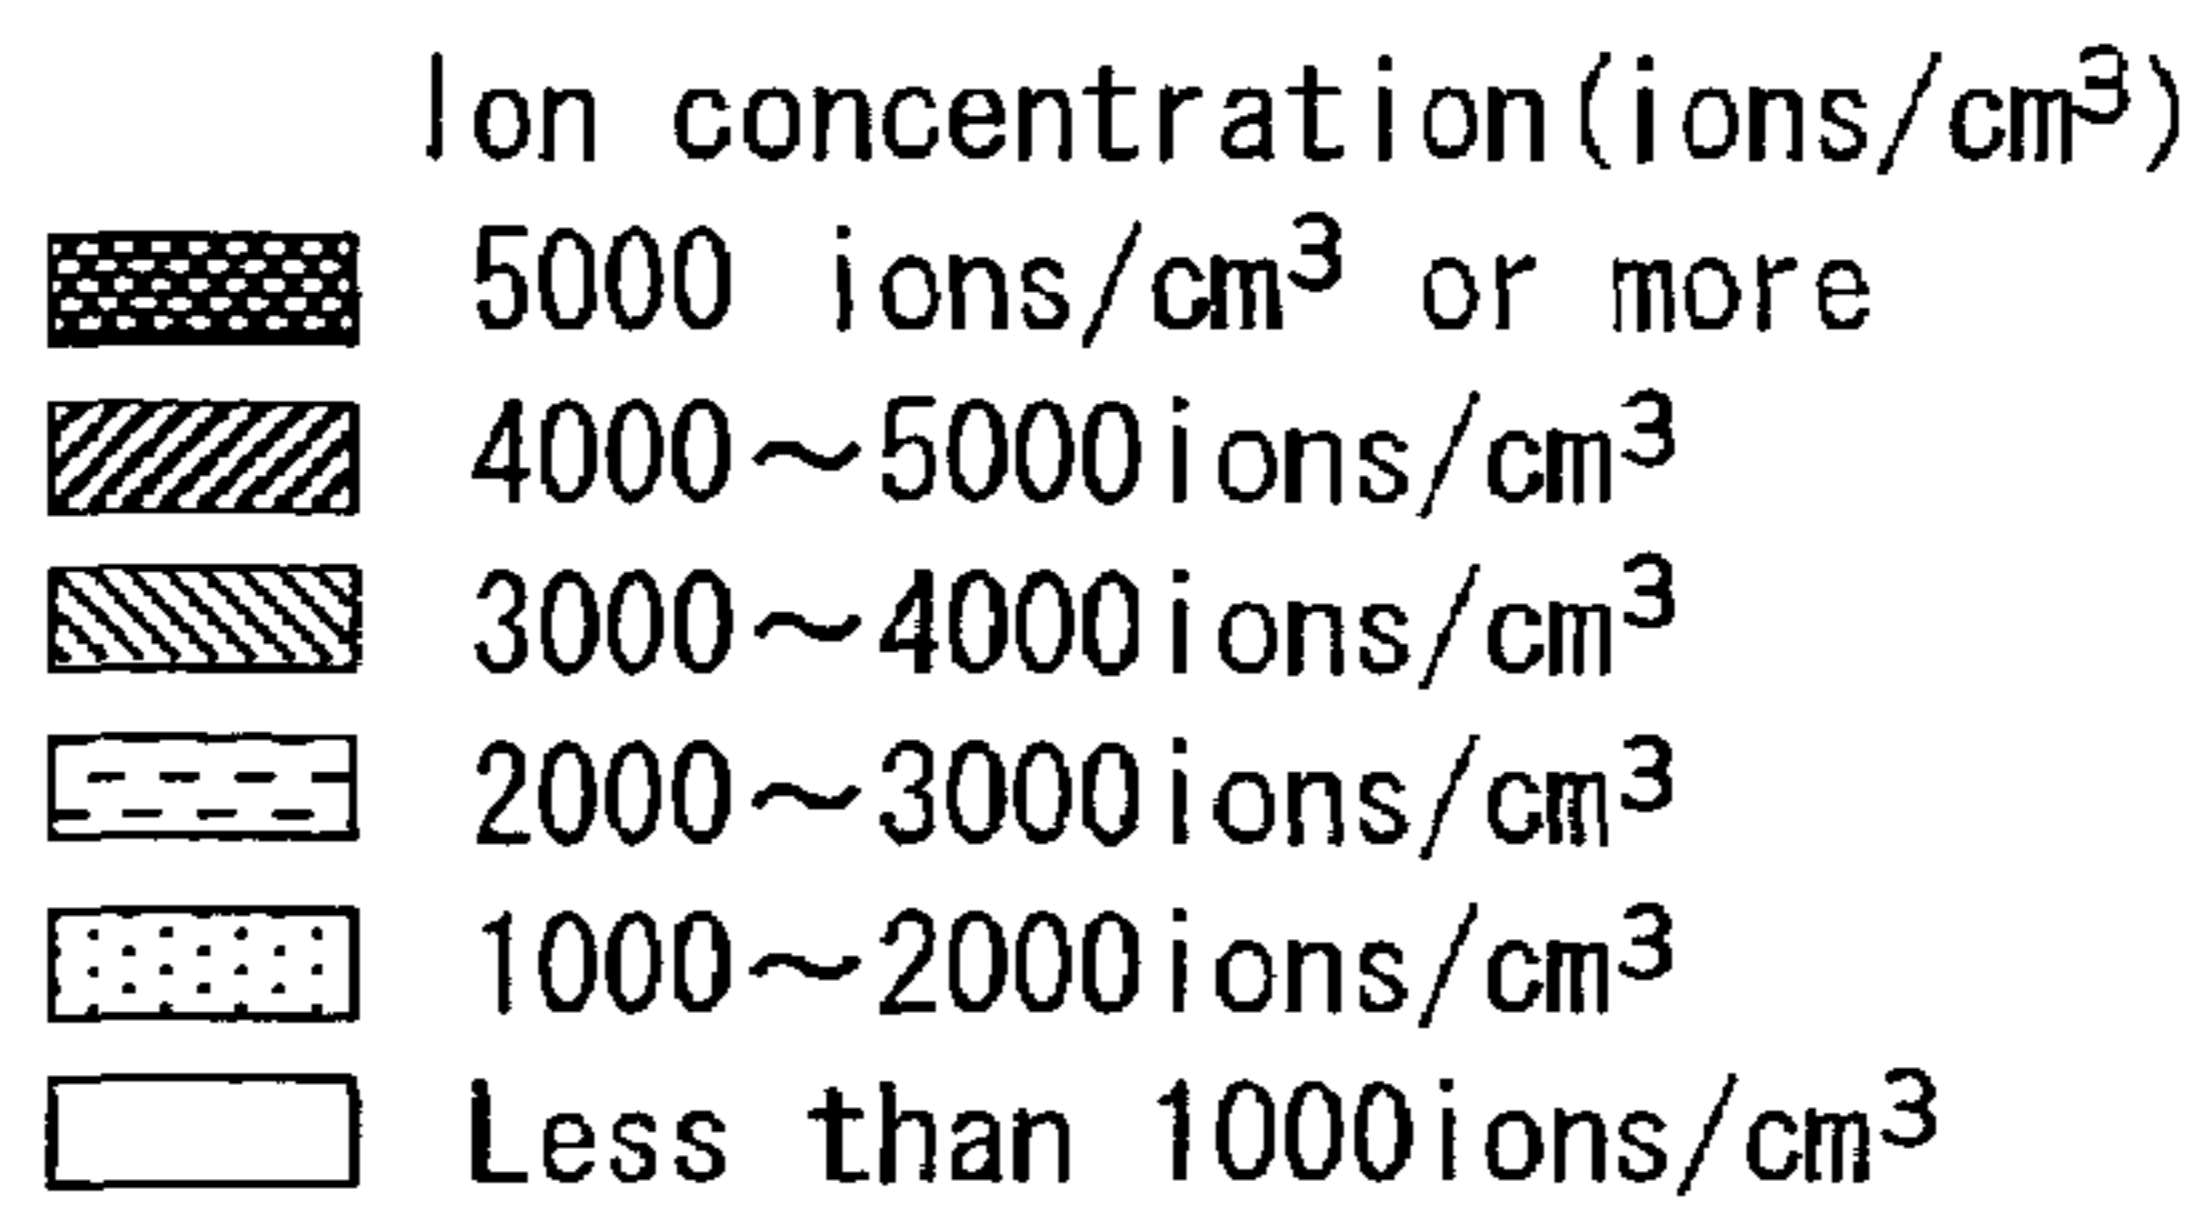 Ion concentration(ions/cm³)
5000 ions/cm³ or more
4000～5000ions/cm³
3000～4000ions/cm³
2000～3000ions/cm³
1000～2000ions/cm³
Less than 1000ions/cm³